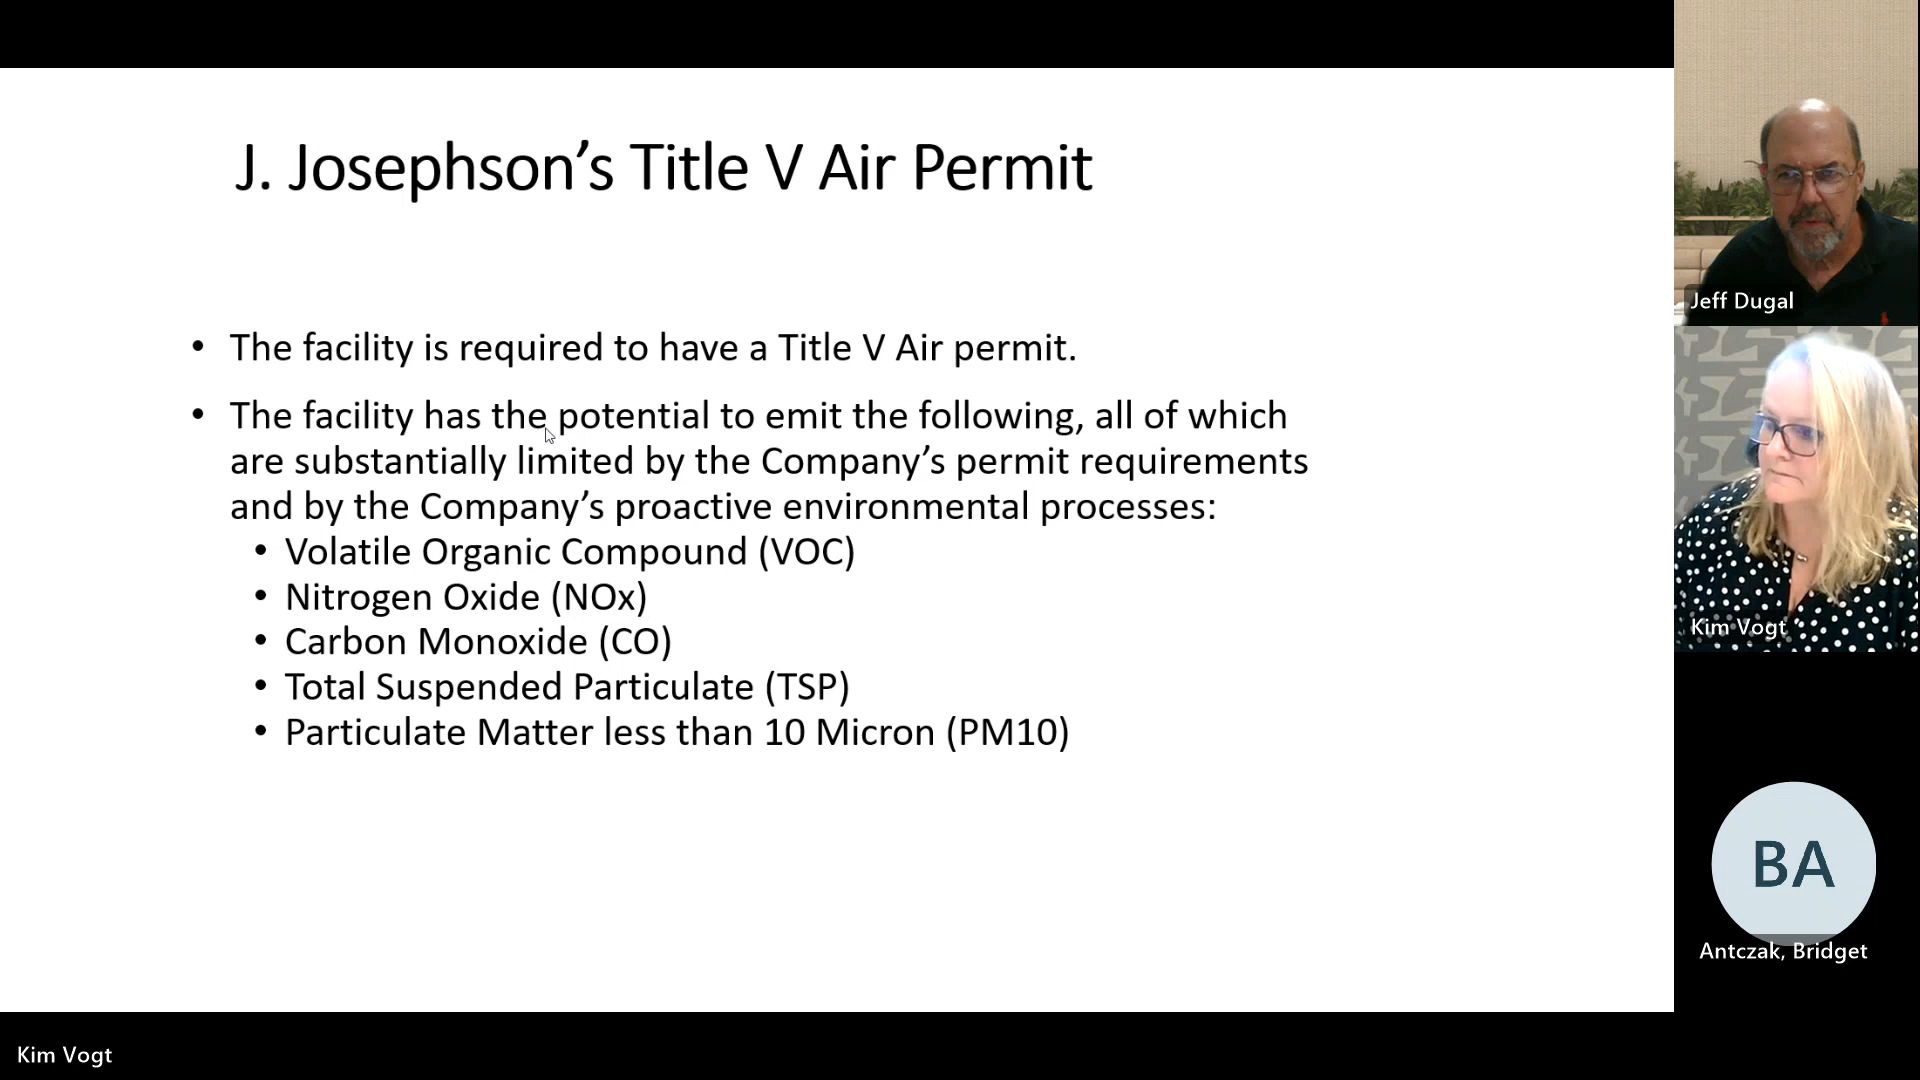 J. Josephson’s Title V Air Permit
• The facility is required to have a Title V Air permit.
• The facility has the potential to emit the following, all of which
are substantially limited by the Company’s permit requirements
and by the Company’s proactive environmental processes:
• Volatile Organic Compound (VOC)
• Nitrogen Oxide (NOx)
• Carbon Monoxide (CO)
• Total Suspended Particulate (TSP)
• Particulate Matter less than 10 Micron (PM10)
Jeff Dugal
Kim Vogt
BA
Antczak, Bridget
Kim Vogt